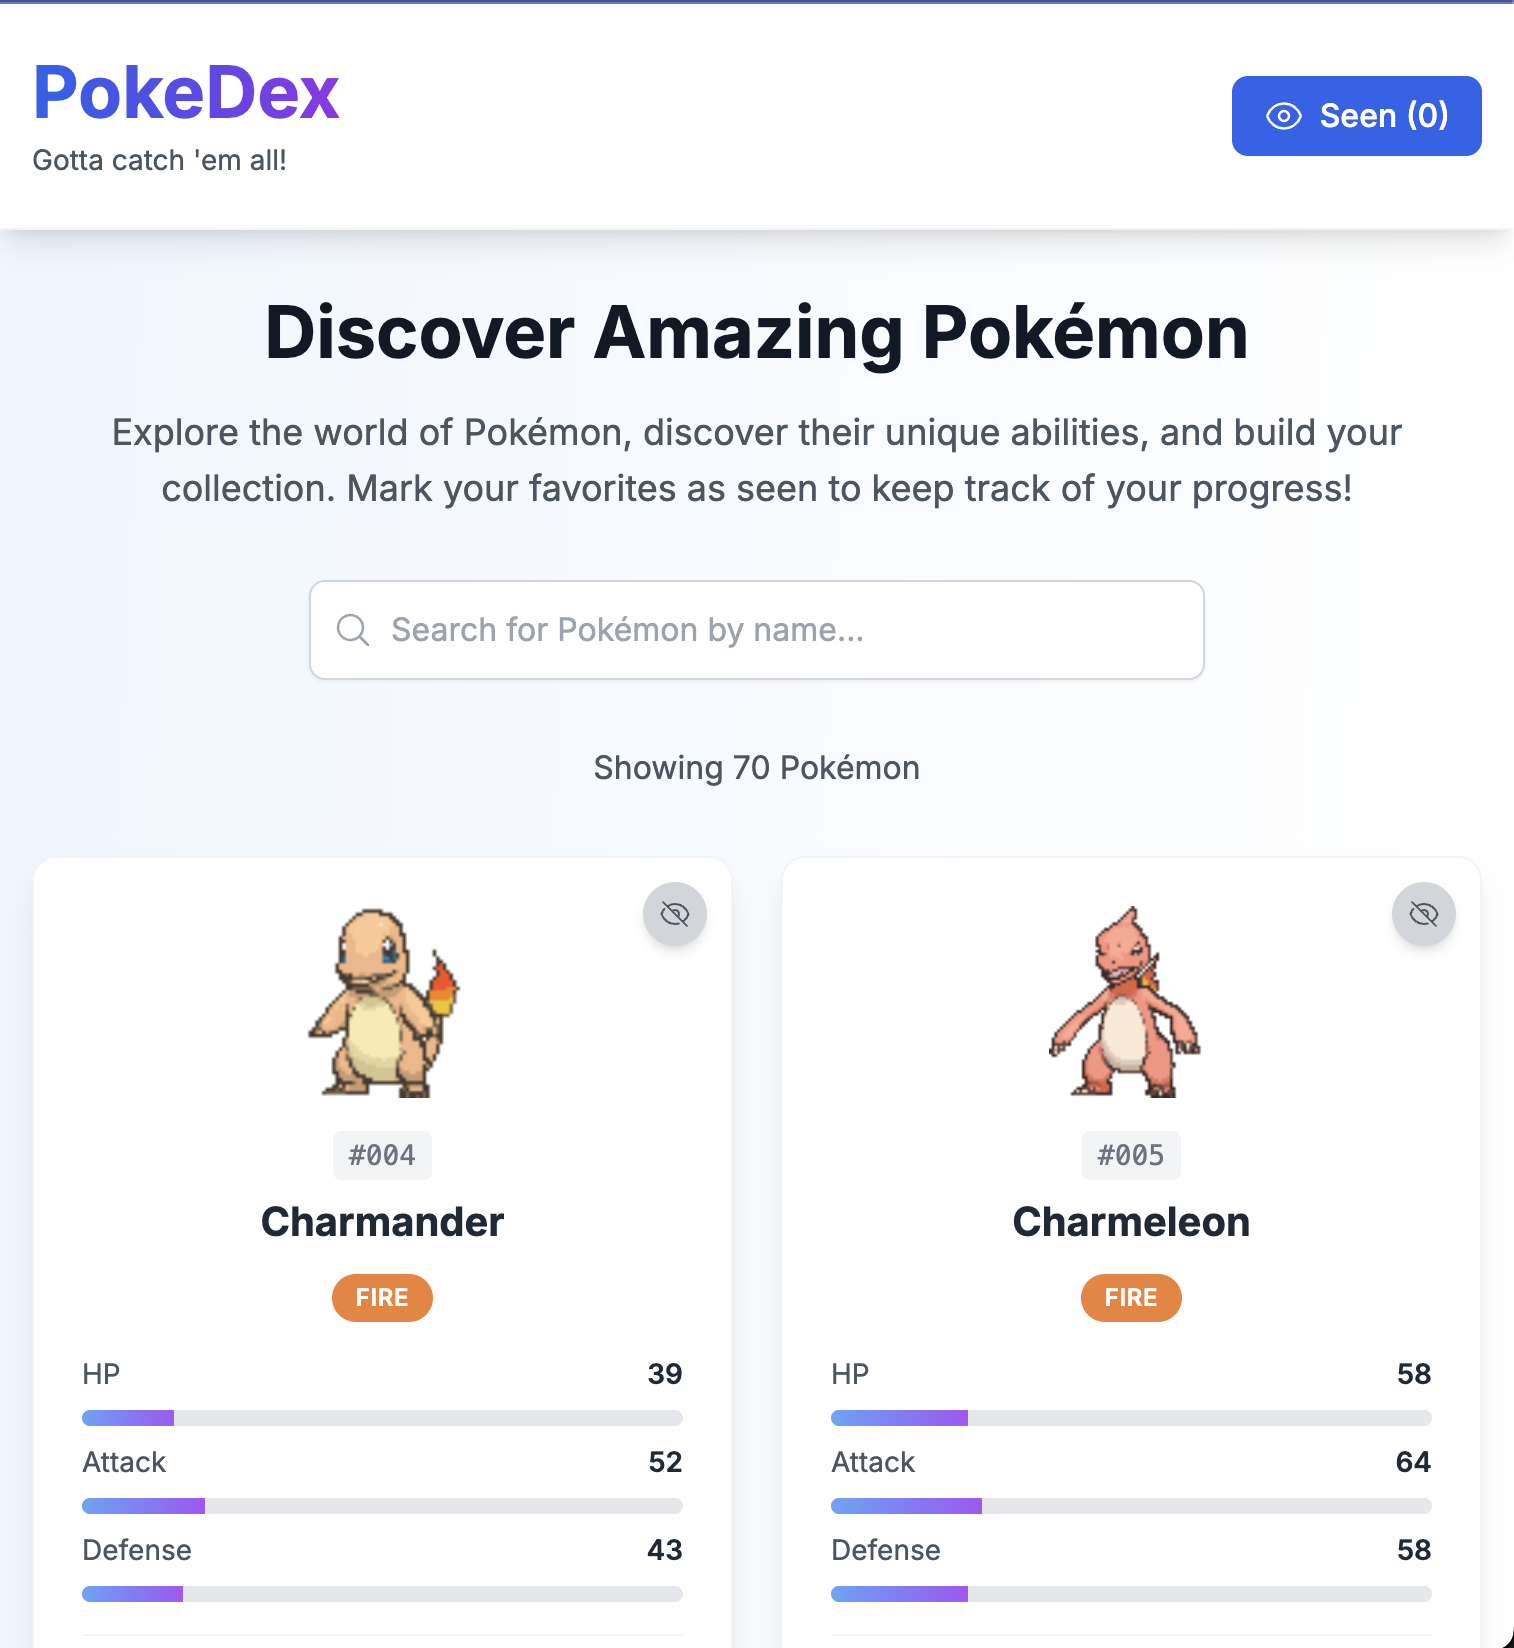 PokeDex
Gotta catch 'em all!
Seen (0)
Discover Amazing Pokémon
Explore the world of Pokémon, discover their unique abilities, and build your
collection. Mark your favorites as seen to keep track of your progress!
Search for Pokémon by name...
Showing 70 Pokémon
#004
Charmander
FIRE
HP 39
Attack 52
Defense 43
#005
Charmeleon
FIRE
HP 58
Attack 64
Defense 58